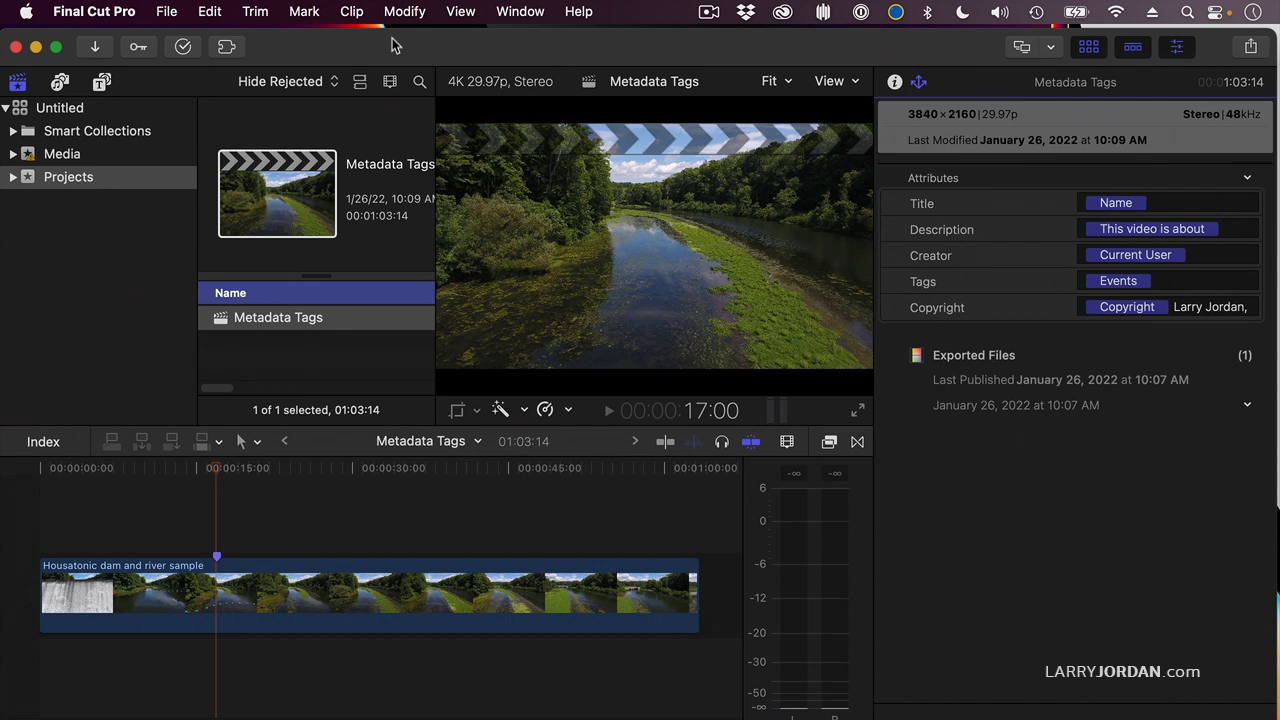 Final Cut Pro File Edit Trim Mark Clip Modify View Window Help
Hide Rejected
4K 29.97p, Stereo
Metadata Tags
Fit
View
Metadata Tags
00:01:03:14
Untitled
Smart Collections
Media
Projects
Metadata Tags
1/26/22, 10:09 AM
00:01:03:14
Name
Metadata Tags
1 of 1 selected, 01:03:14
00:00:17:00
3840 × 2160 | 29.97p
Stereo | 48kHz
Last Modified January 26, 2022 at 10:09 AM
Attributes
Title Name
Description This video is about
Creator Current User
Tags Events
Copyright Copyright Larry Jordan,
Exported Files (1)
Last Published January 26, 2022 at 10:07 AM
January 26, 2022 at 10:07 AM
Index
Metadata Tags
01:03:14
00:00:00:00 00:00:15:00 00:00:30:00 00:00:45:00 00:01:00:00
Housatonic dam and river sample
-∞ -∞
6
0
-6
-12
-20
-30
-50
-∞
LARRYJORDAN.com